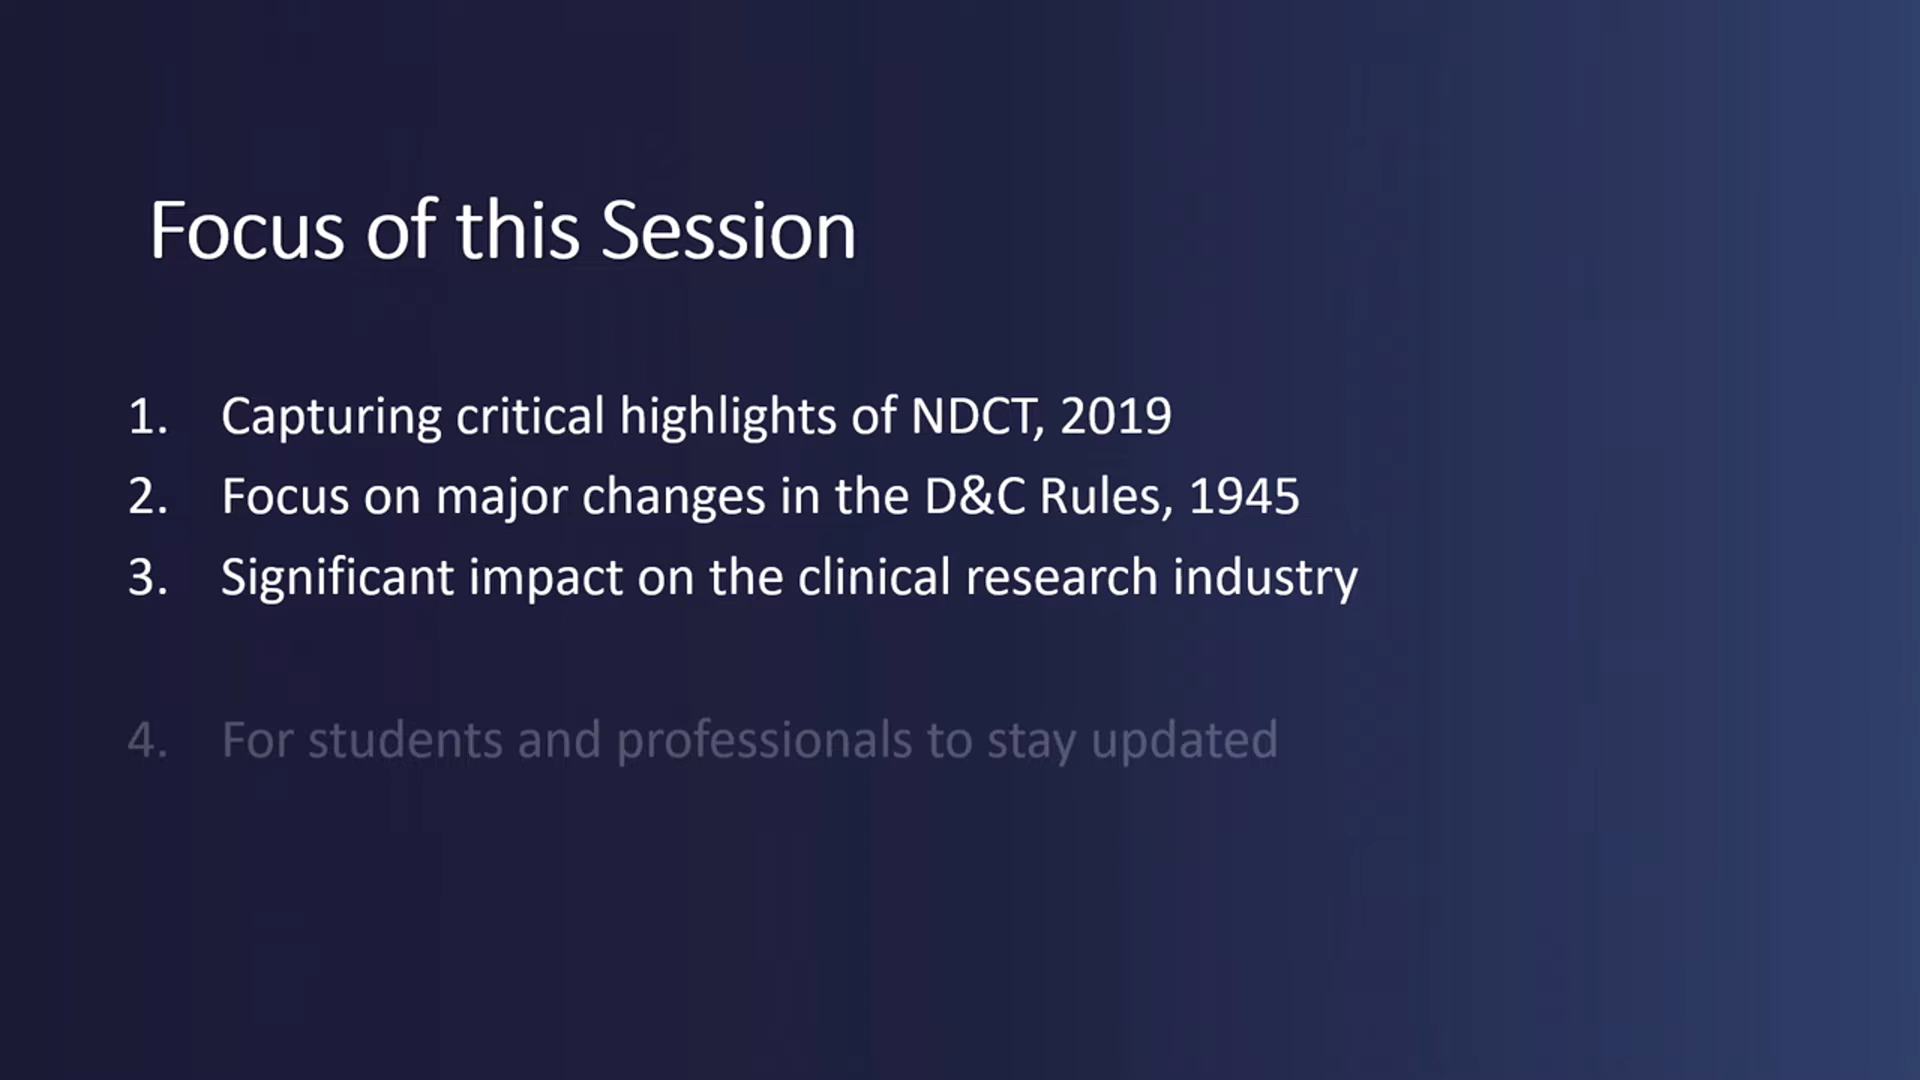 Focus of this Session
1. Capturing critical highlights of NDCT, 2019
2. Focus on major changes in the D&C Rules, 1945
3. Significant impact on the clinical research industry
4. For students and professionals to stay updated